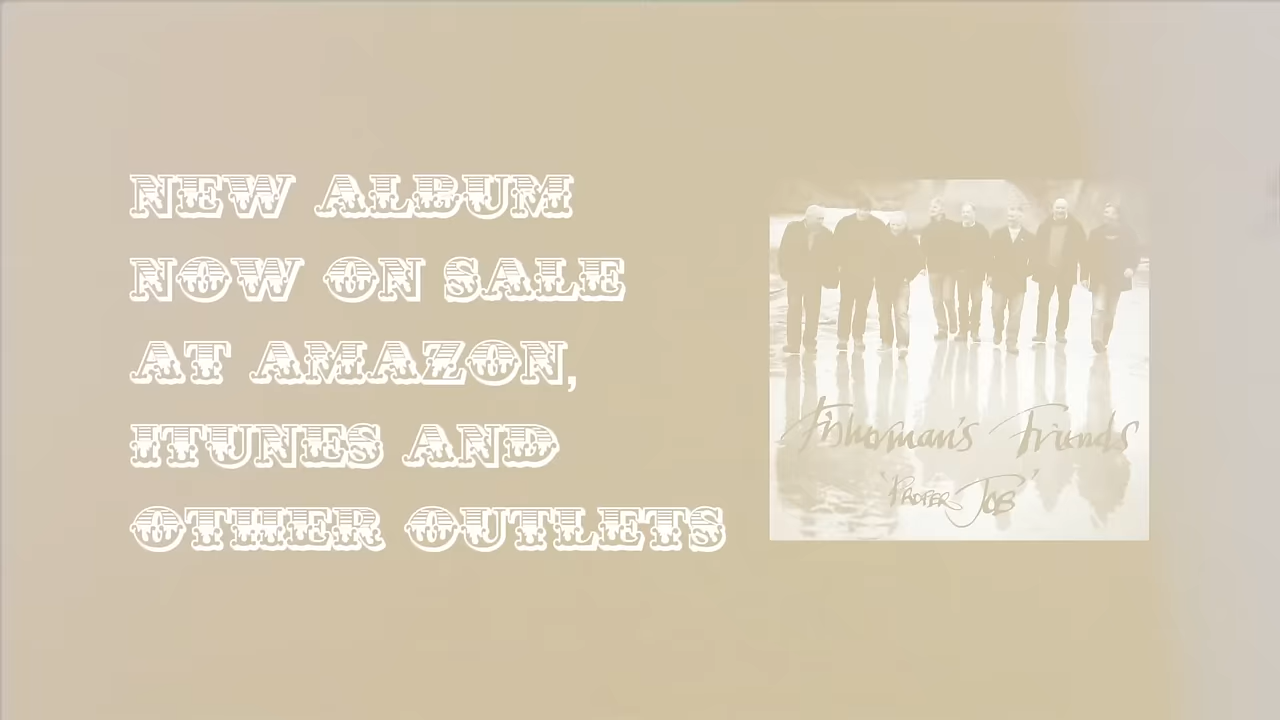 NEW ALBUM
NOW ON SALE
AT AMAZON,
ITUNES AND
OTHER OUTLETS
Fisherman's Friends
'PROPER JOB'